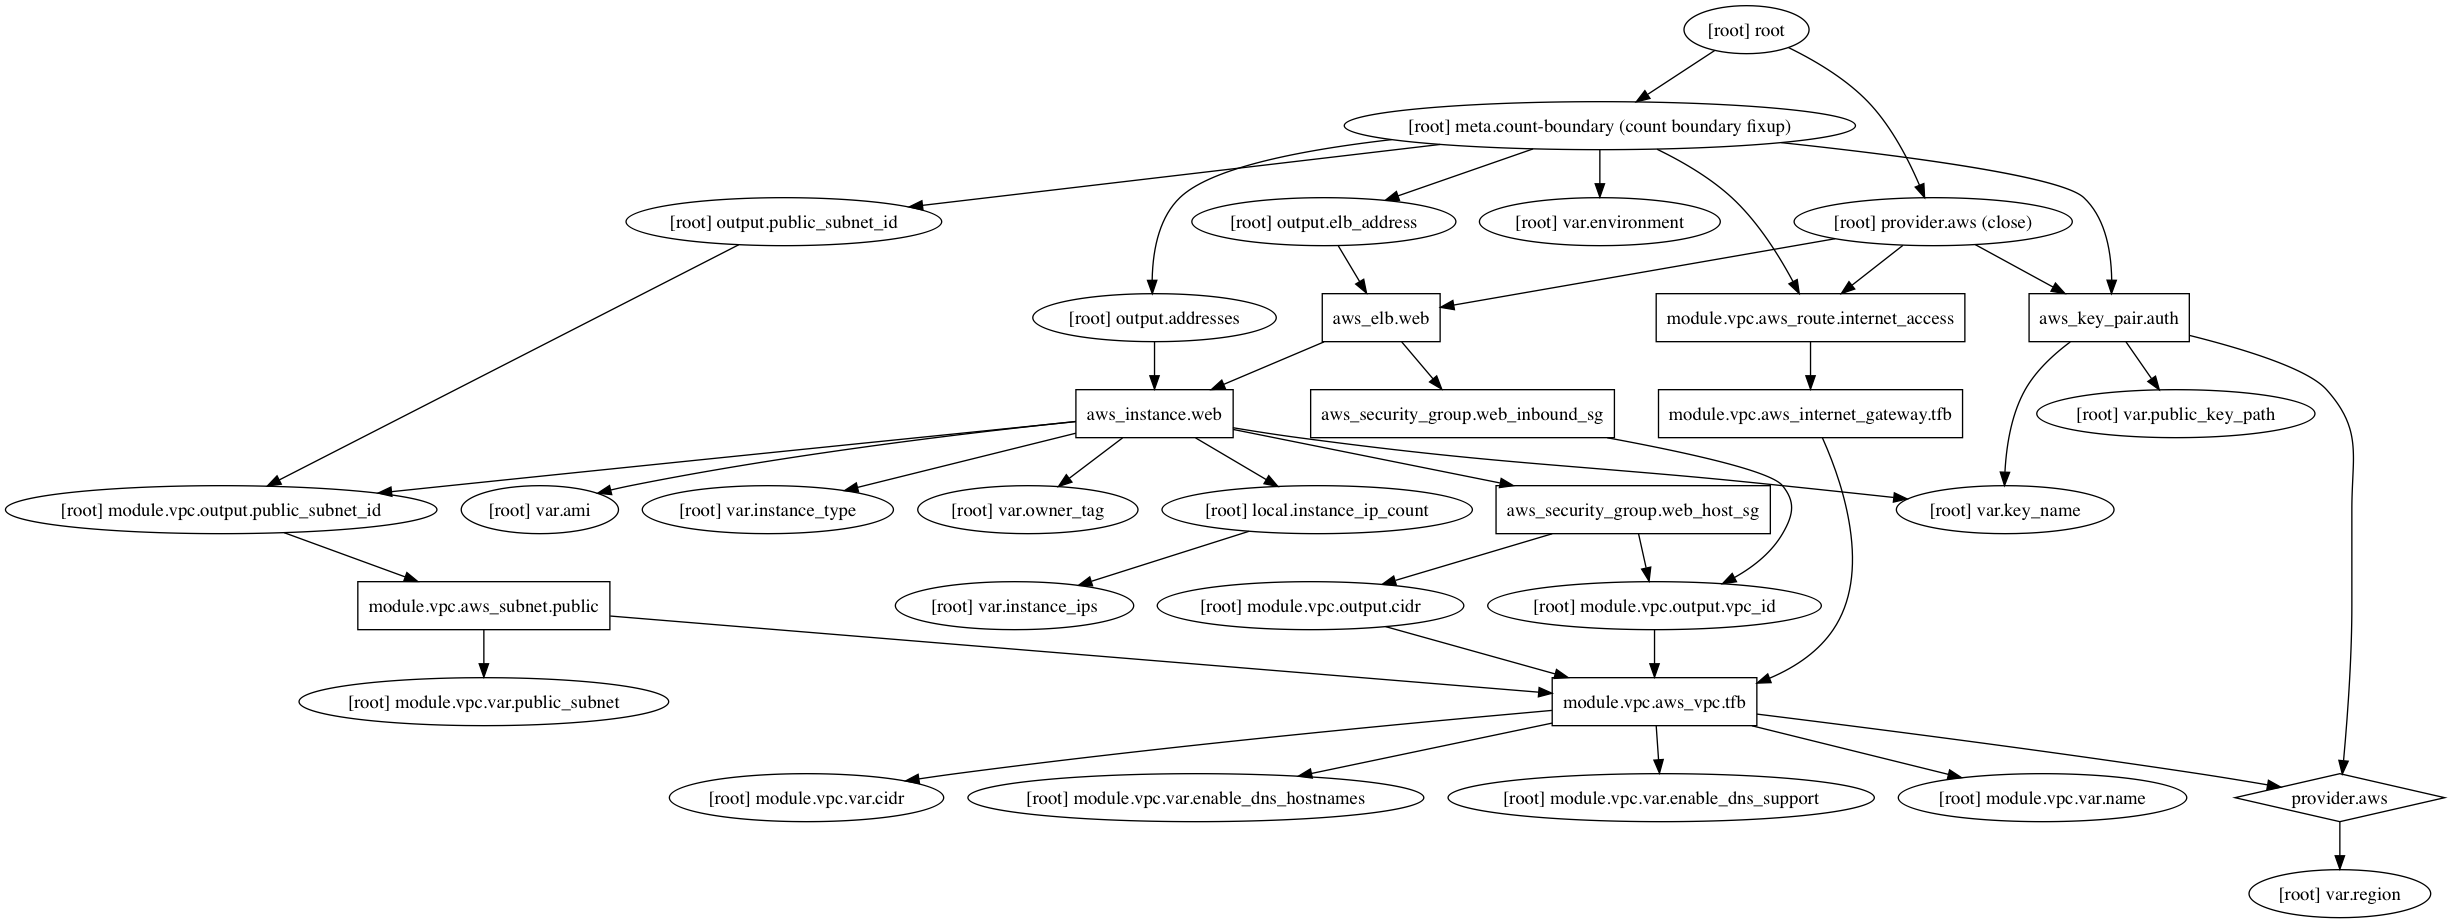 [root] root
[root] meta.count-boundary (count boundary fixup)
[root] output.public_subnet_id
[root] output.elb_address
[root] var.environment
[root] provider.aws (close)
[root] output.addresses
aws_elb.web
module.vpc.aws_route.internet_access
aws_key_pair.auth
aws_instance.web
aws_security_group.web_inbound_sg
module.vpc.aws_internet_gateway.tfb
[root] var.public_key_path
[root] module.vpc.output.public_subnet_id
[root] var.ami
[root] var.instance_type
[root] var.owner_tag
[root] local.instance_ip_count
aws_security_group.web_host_sg
[root] var.key_name
module.vpc.aws_subnet.public
[root] var.instance_ips
[root] module.vpc.output.cidr
[root] module.vpc.output.vpc_id
[root] module.vpc.var.public_subnet
module.vpc.aws_vpc.tfb
[root] module.vpc.var.cidr
[root] module.vpc.var.enable_dns_hostnames
[root] module.vpc.var.enable_dns_support
[root] module.vpc.var.name
provider.aws
[root] var.region